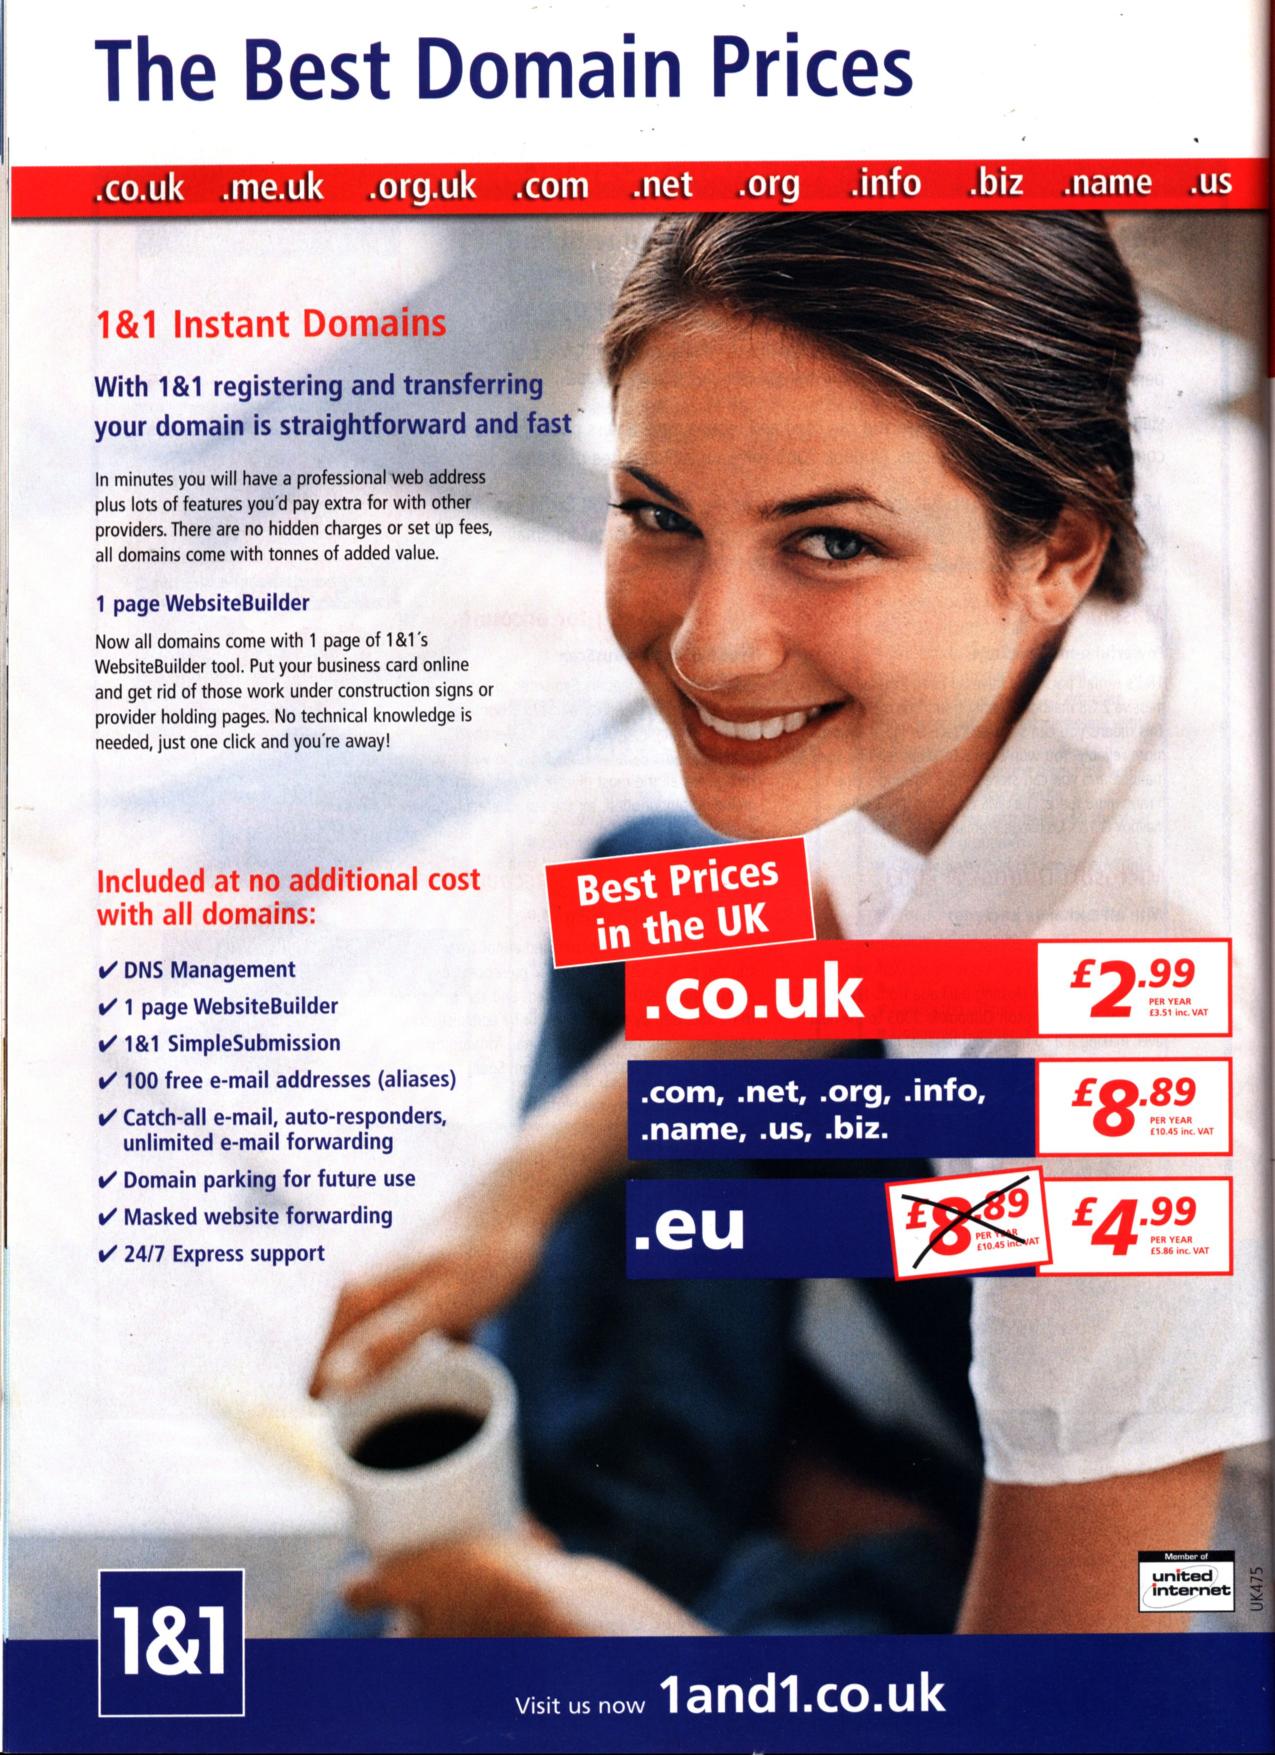 The Best Domain Prices
.co.uk .me.uk .org.uk .com .net .org .info .biz .name .us
1&1 Instant Domains
With 1&1 registering and transferring
your domain is straightforward and fast
In minutes you will have a professional web address
plus lots of features you´d pay extra for with other
providers. There are no hidden charges or set up fees,
all domains come with tonnes of added value.
1 page WebsiteBuilder
Now all domains come with 1 page of 1&1´s
WebsiteBuilder tool. Put your business card online
and get rid of those work under construction signs or
provider holding pages. No technical knowledge is
needed, just one click and you´re away!
Included at no additional cost
with all domains:
✔ DNS Management
✔ 1 page WebsiteBuilder
✔ 1&1 SimpleSubmission
✔ 100 free e-mail addresses (aliases)
✔ Catch-all e-mail, auto-responders,
unlimited e-mail forwarding
✔ Domain parking for future use
✔ Masked website forwarding
✔ 24/7 Express support
Best Prices
in the UK
.co.uk
£2.99
PER YEAR
£3.51 inc. VAT
.com, .net, .org, .info,
.name, .us, .biz.
£8.89
PER YEAR
£10.45 inc. VAT
.eu
£8.89
PER YEAR
£10.45 inc. VAT
£4.99
PER YEAR
£5.86 inc. VAT
Member of
united
internet
UK475
1&1
Visit us now 1and1.co.uk